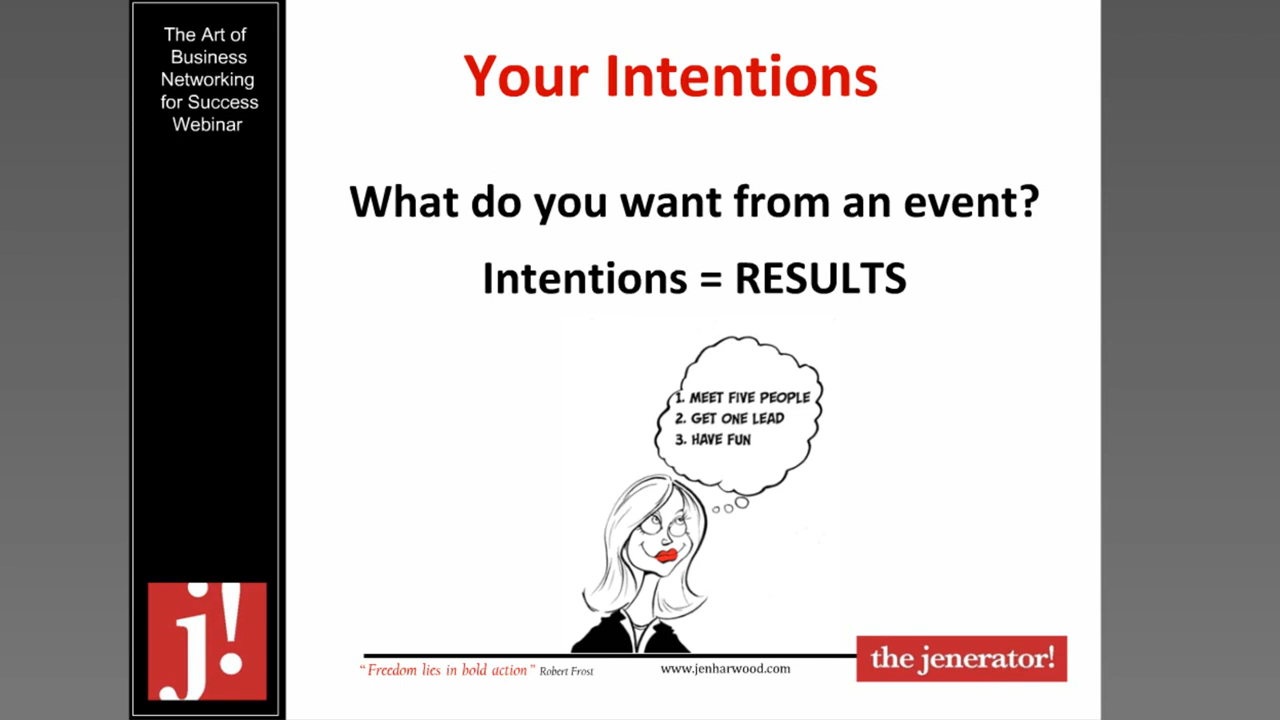 The Art of
Business
Networking
for Success
Webinar
Your Intentions
What do you want from an event?
Intentions = RESULTS
1. MEET FIVE PEOPLE
2. GET ONE LEAD
3. HAVE FUN
j!
“Freedom lies in bold action” Robert Frost
www.jenharwood.com
the jenerator!